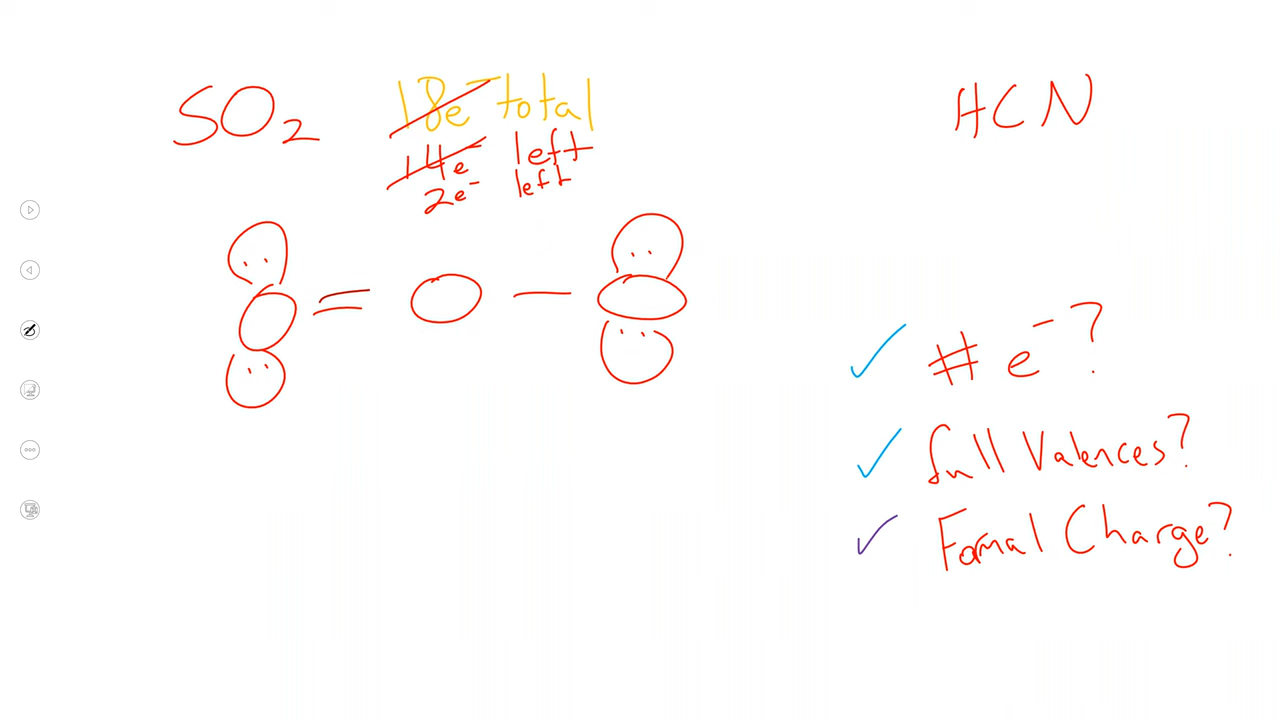 SO2
18e- total
14e- left
2e- left
O = O — O
HCN
# e-?
full Valences?
Formal Charge?